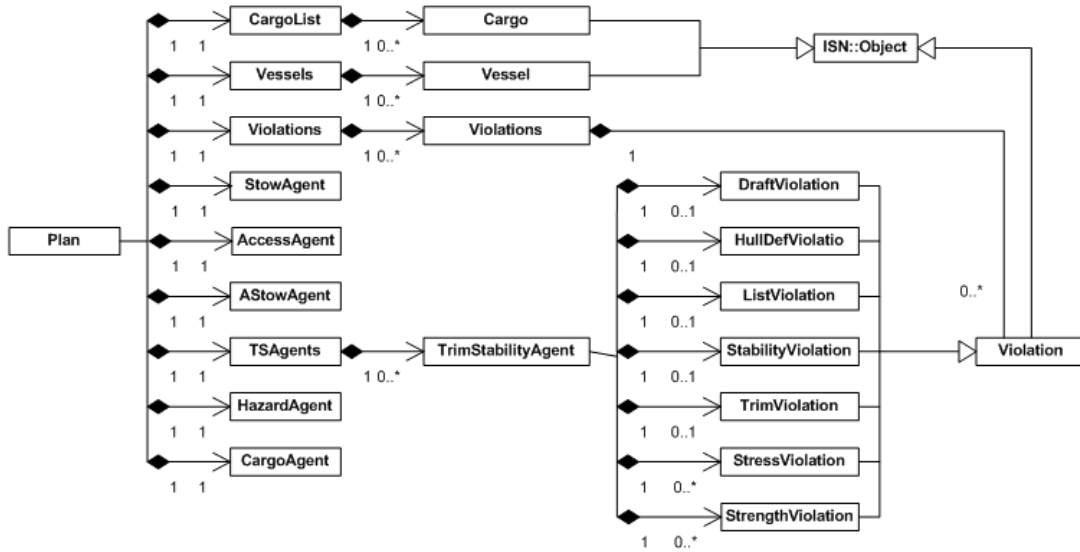 CargoList
Cargo
ISN::Object
1 1
1 0..*
Vessels
Vessel
1 1
1 0..*
Violations
Violations
1 1
1 0..*
1
StowAgent
DraftViolation
1 1
1 0..1
Plan
AccessAgent
HullDefViolatio
1 1
1 0..1
AStowAgent
ListViolation
0..*
1 1
1 0..1
TSAgents
TrimStabilityAgent
StabilityViolation
Violation
1 1
1 0..*
1 0..1
HazardAgent
TrimViolation
1 1
1 0..1
CargoAgent
StressViolation
1 1
1 0..*
StrengthViolation
1 0..*